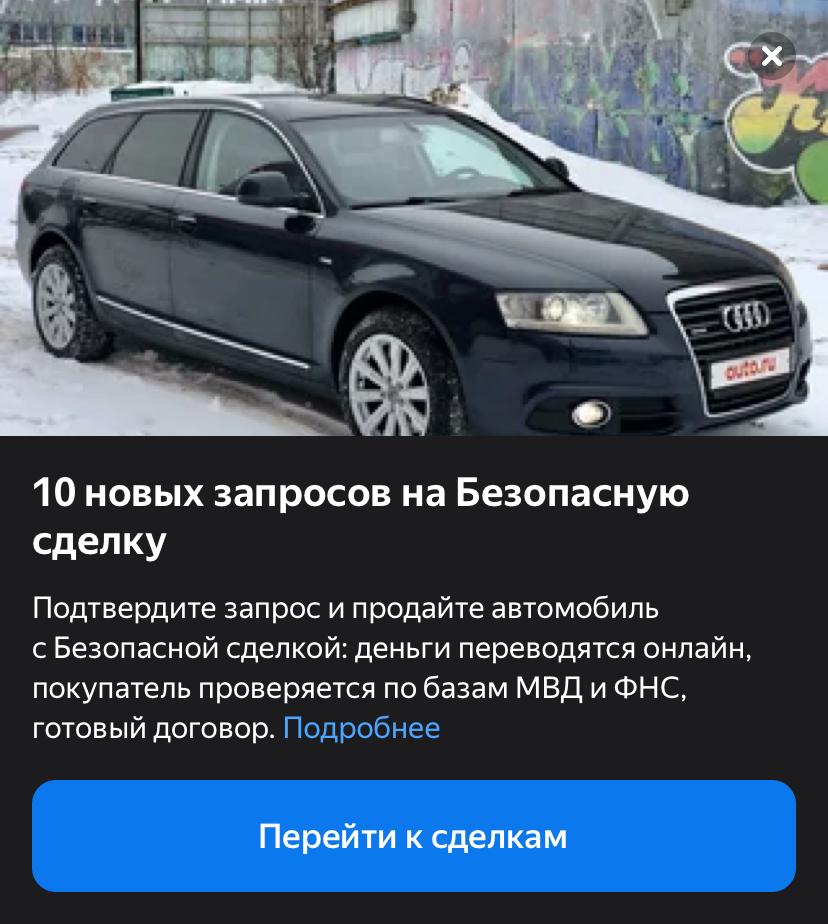 auto.ru
10 новых запросов на Безопасную
сделку
Подтвердите запрос и продайте автомобиль
с Безопасной сделкой: деньги переводятся онлайн,
покупатель проверяется по базам МВД и ФНС,
готовый договор. Подробнее
Перейти к сделкам